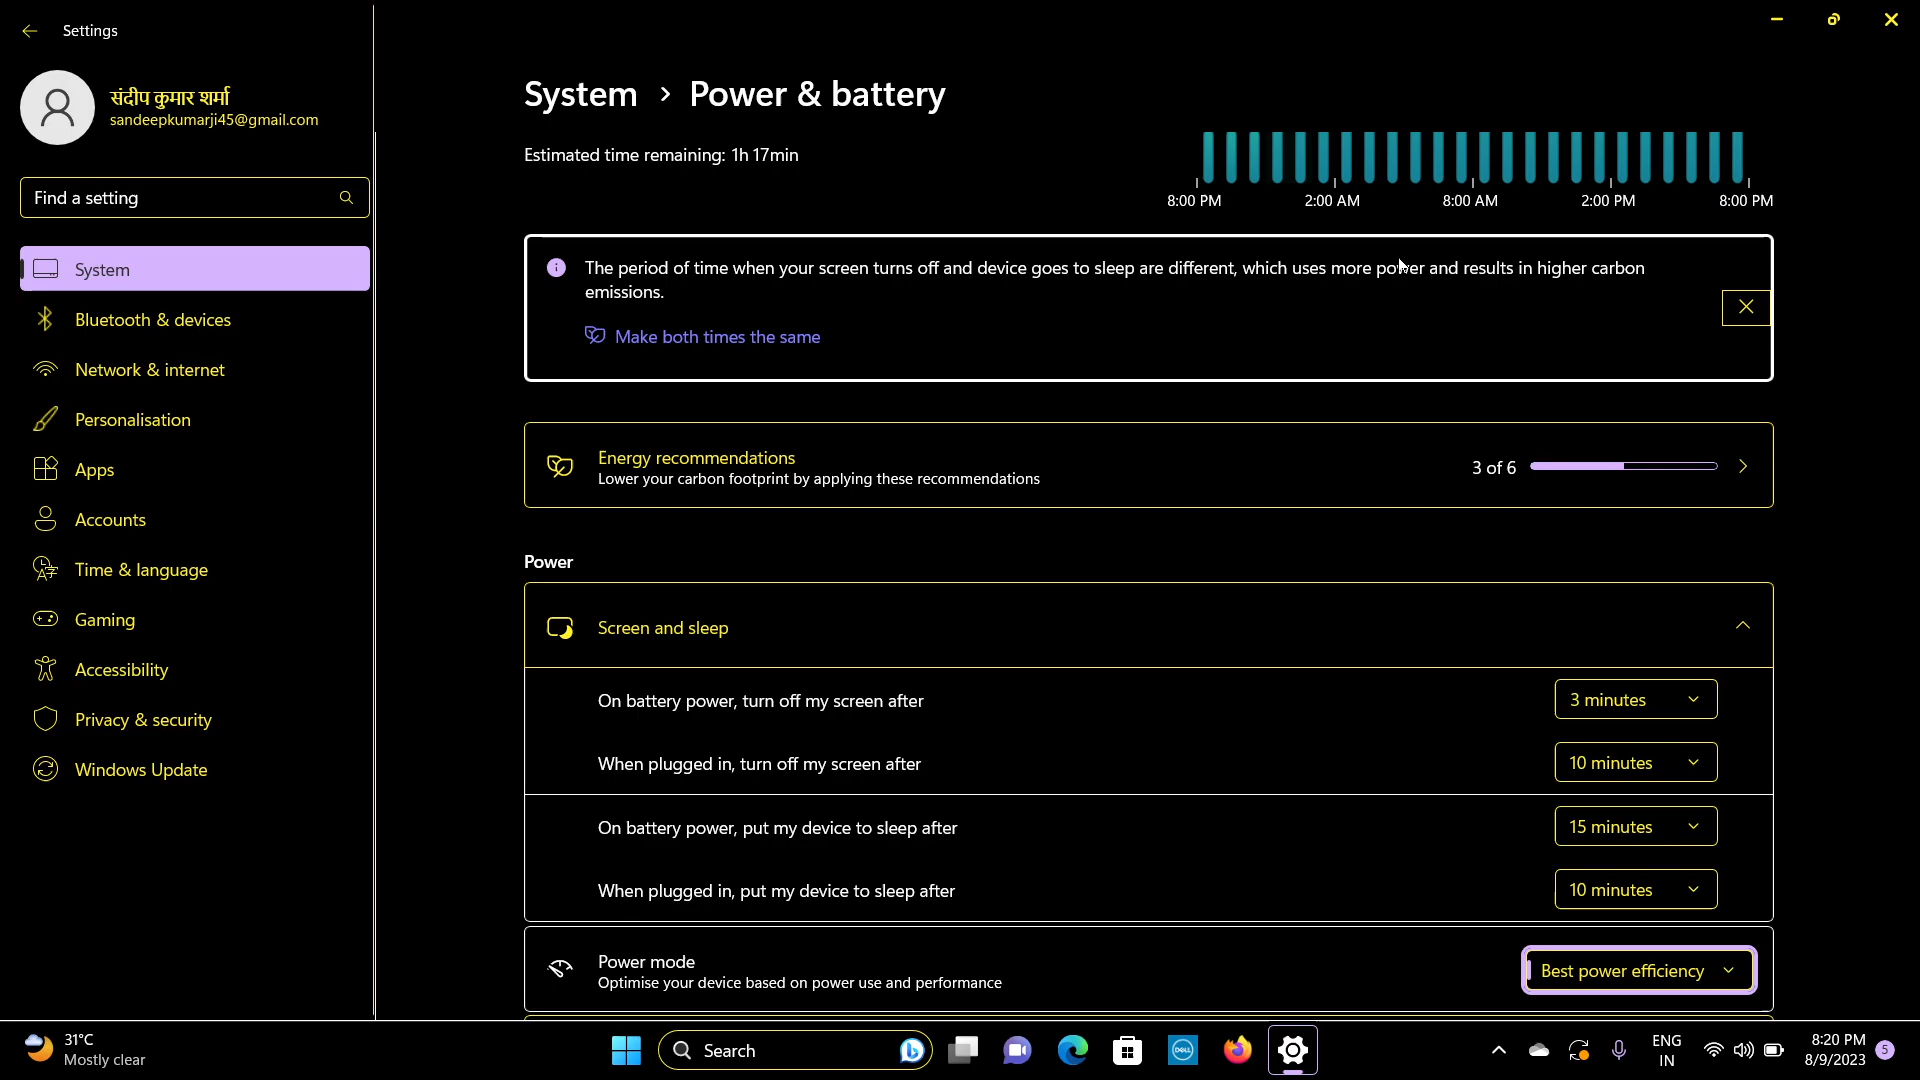 Settings
संदीप कुमार शर्मा
sandeepkumarji45@gmail.com
Find a setting
System
Bluetooth & devices
Network & internet
Personalisation
Apps
Accounts
Time & language
Gaming
Accessibility
Privacy & security
Windows Update
System > Power & battery
Estimated time remaining: 1h 17min
8:00 PM 2:00 AM 8:00 AM 2:00 PM 8:00 PM
The period of time when your screen turns off and device goes to sleep are different, which uses more power and results in higher carbon
emissions.
Make both times the same
Energy recommendations
Lower your carbon footprint by applying these recommendations
3 of 6
Power
Screen and sleep
On battery power, turn off my screen after 3 minutes
When plugged in, turn off my screen after 10 minutes
On battery power, put my device to sleep after 15 minutes
When plugged in, put my device to sleep after 10 minutes
Power mode
Optimise your device based on power use and performance
Best power efficiency
31°C
Mostly clear
Search
DELL
ENG
IN
8:20 PM
8/9/2023
5